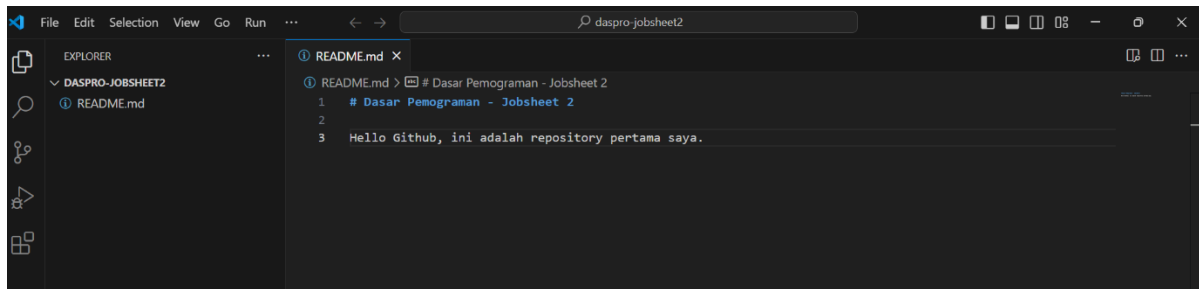 File Edit Selection View Go Run ... daspro-jobsheet2
EXPLORER ...
DASPRO-JOBSHEET2
README.md
README.md
README.md > # Dasar Pemograman - Jobsheet 2
1 # Dasar Pemograman - Jobsheet 2
2
3 Hello Github, ini adalah repository pertama saya.